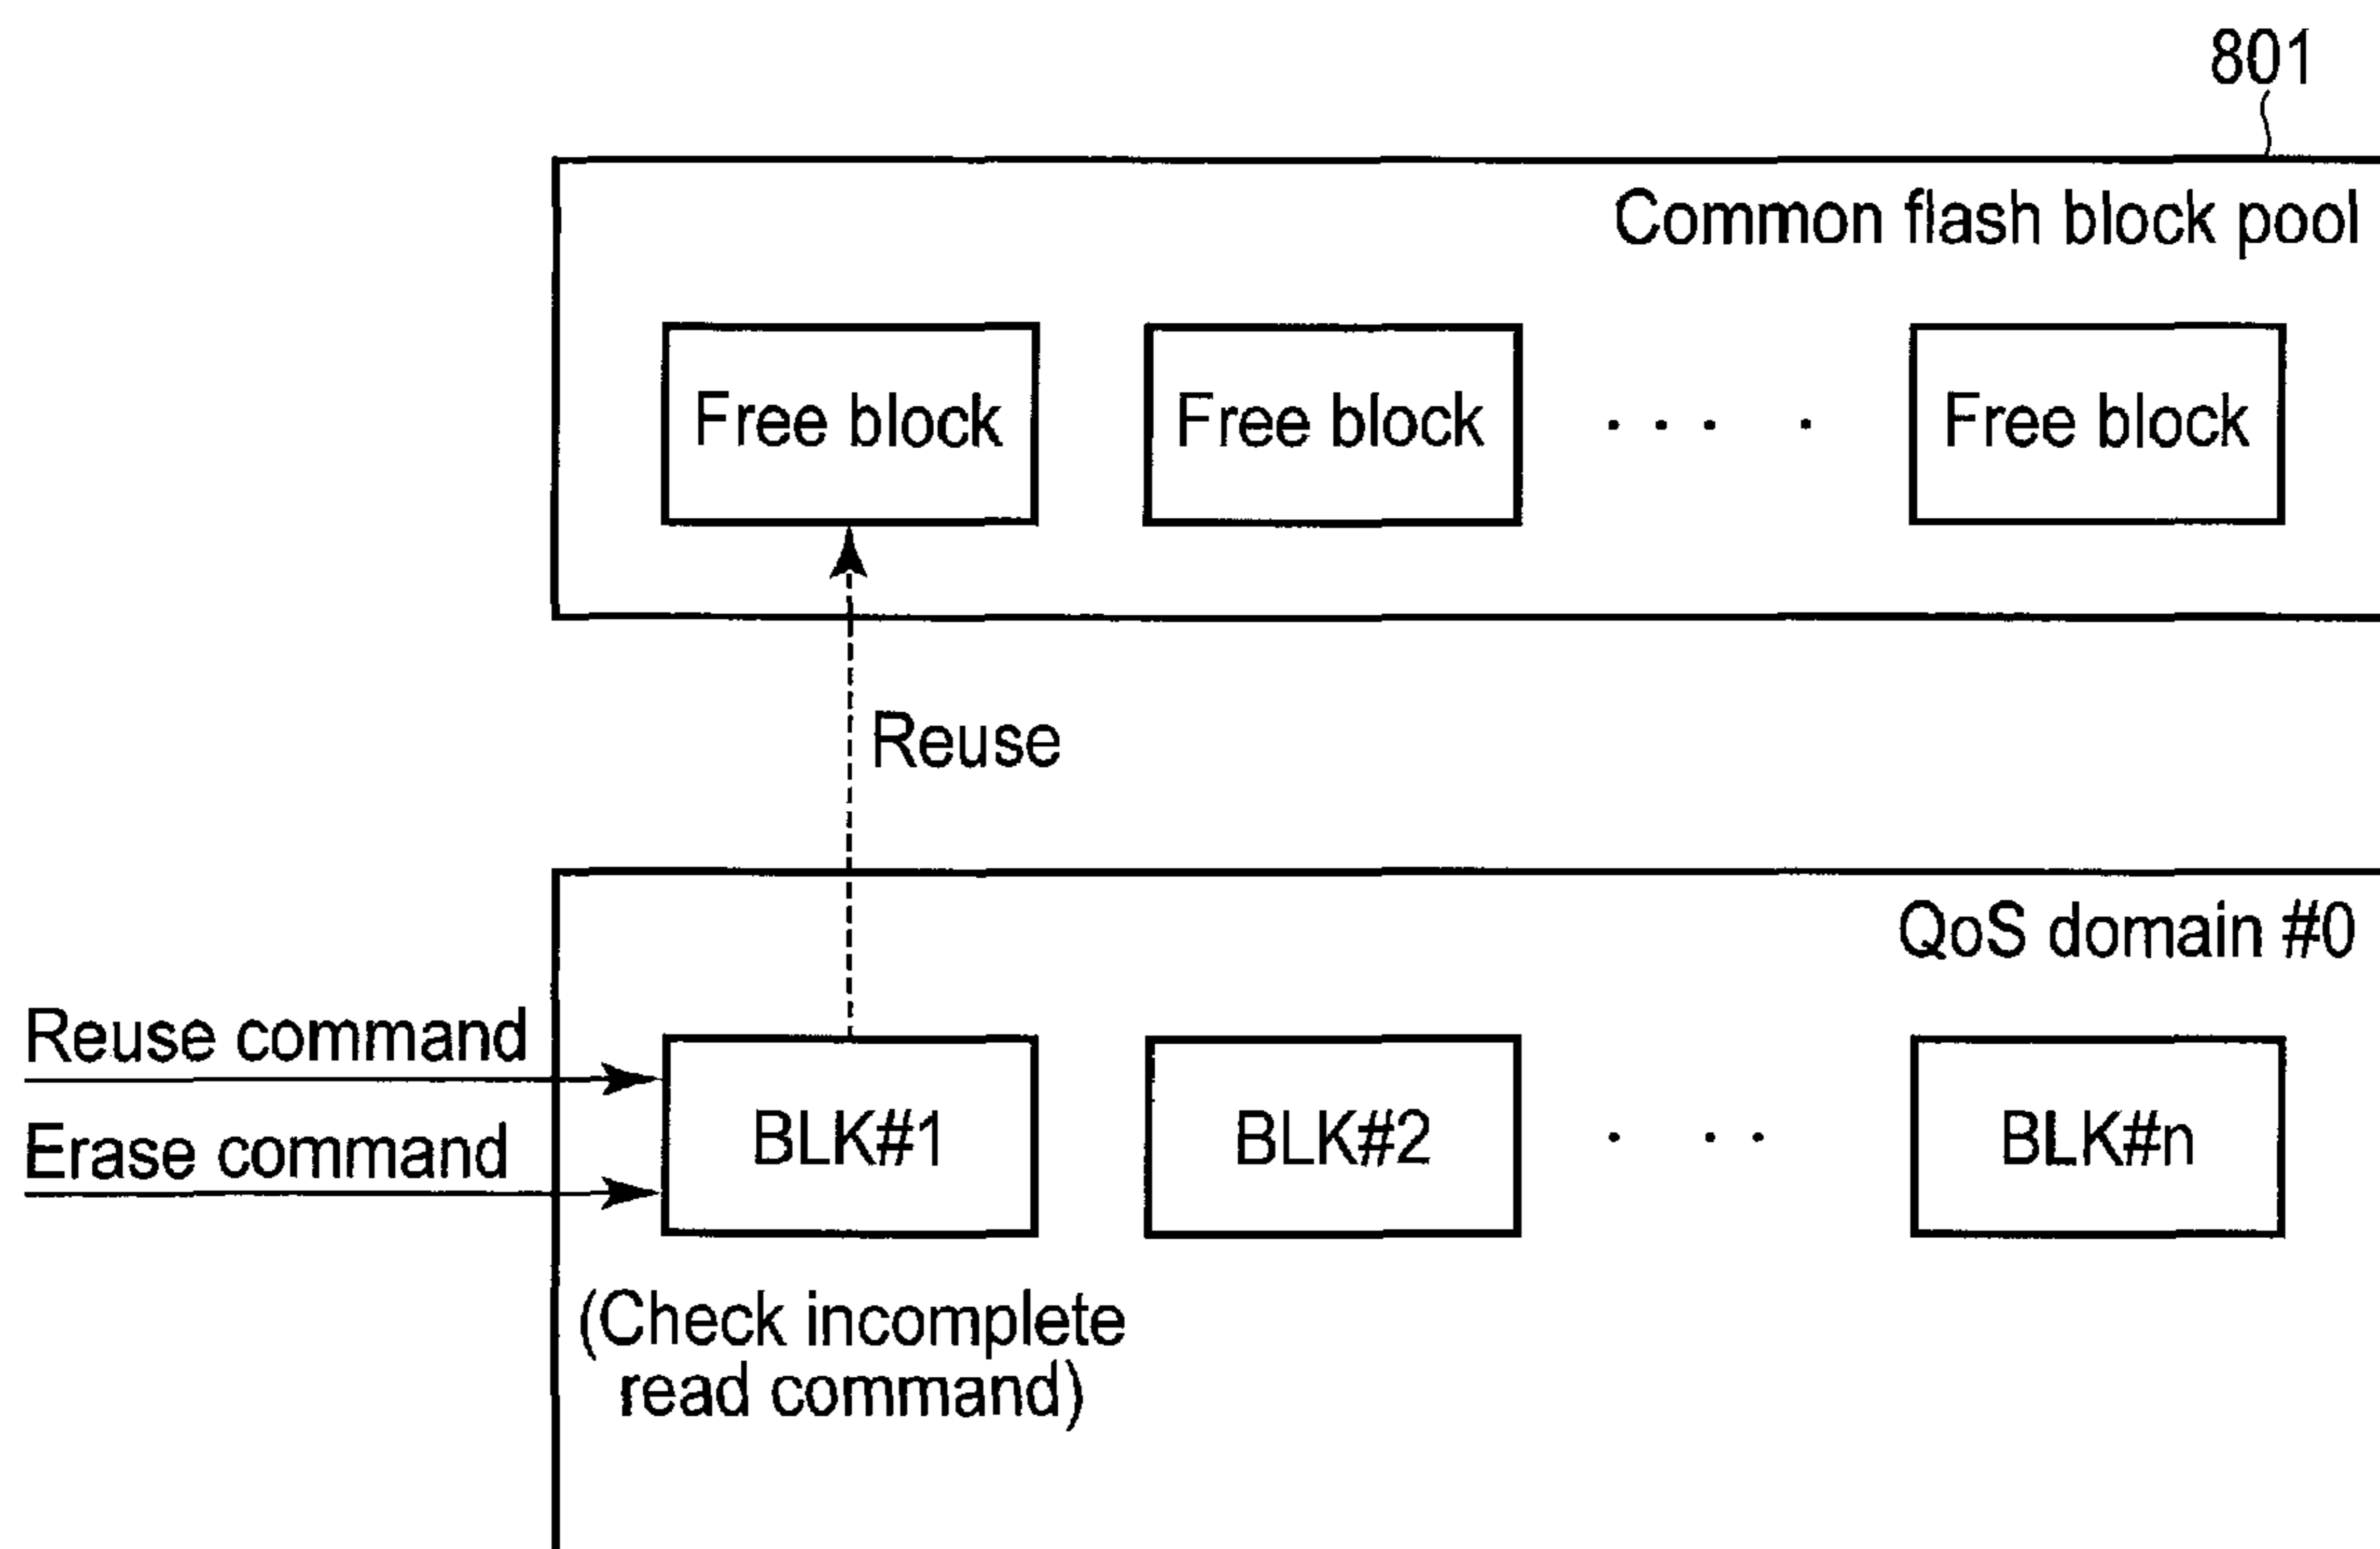 801
Common flash block pool
Free block Free block . . . . Free block
Reuse
QoS domain #0
Reuse command
Erase command
BLK#1 BLK#2 . . . BLK#n
(Check incomplete
read command)